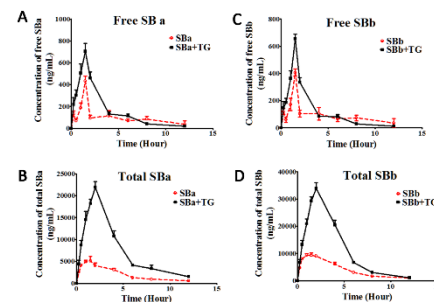 A
Free SB a
SBa
SBa+TG
Concentration of free SBa
(ng/mL)
1000
800
600
400
200
0
0
5
10
15
Time (Hour)
C
Free SBb
SBb
SBb+TG
Concentration of free SBb
(ng/mL)
800
600
400
200
0
0
5
10
15
Time (Hour)
B
Total SBa
SBa
SBa+TG
Concentration of total SBa
(ng/mL)
25000
20000
15000
10000
5000
0
0
5
10
15
Time (Hour)
D
Total SBb
SBb
SBb+TG
Concentration of total SBb
(ng/mL)
40000
30000
20000
10000
0
0
5
10
15
Time (Hour)